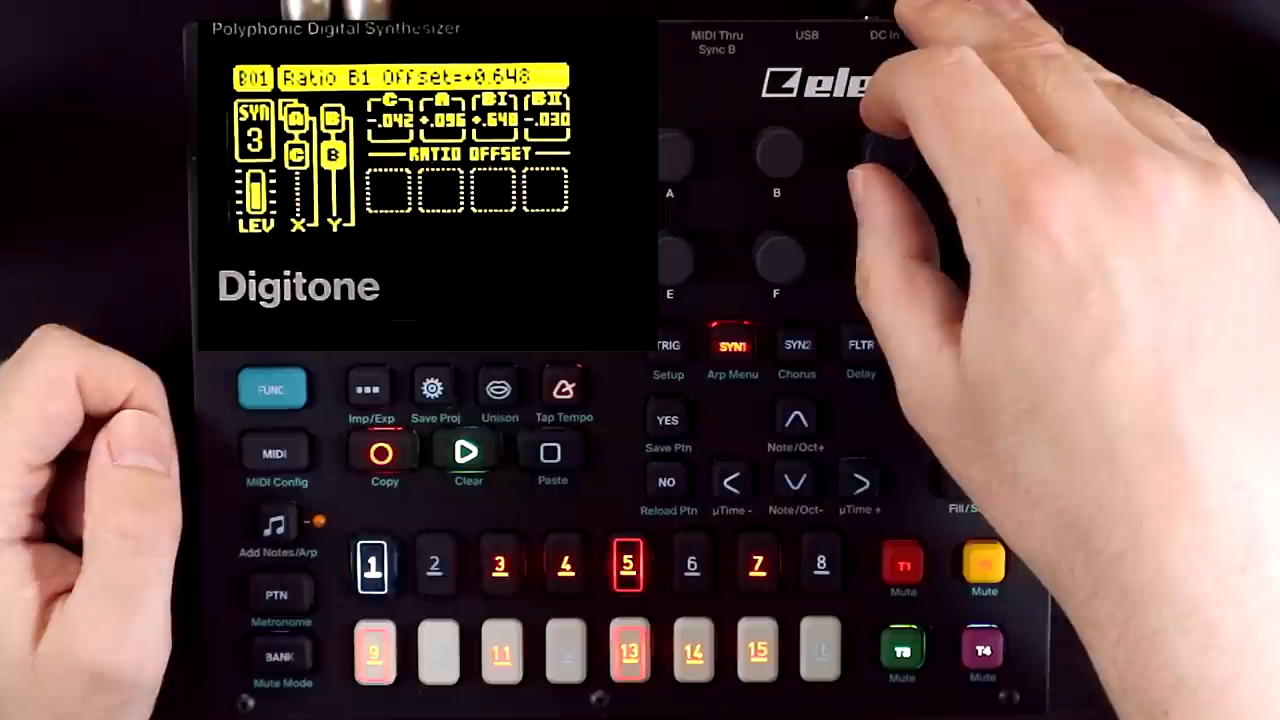 Polyphonic Digital Synthesizer
MIDI Thru
Sync B
USB
DC In
ele
B01 Ratio B1 Offset=+0.648
SYN
3
LEV
A
C
X
B
B
Y
C A B1 B2
-.042 +.096 +.648 -.030
RATIO OFFSET
Digitone
A B
E F
TRIG SYN1 SYN2 FLTR
Setup Arp Menu Chorus Delay
FUNC
Imp/Exp Save Proj Unison Tap Tempo
YES
Save Ptn Note/Oct+
MIDI
MIDI Config Copy Clear Paste
NO
Reload Ptn µTime - Note/Oct- µTime +
Fill/
Add Notes/Arp
1 2 3 4 5 6 7 8
T1
Mute Mute
PTN
Metronome
BANK
Mute Mode
9 11 13 14 15
T3 T4
Mute Mute